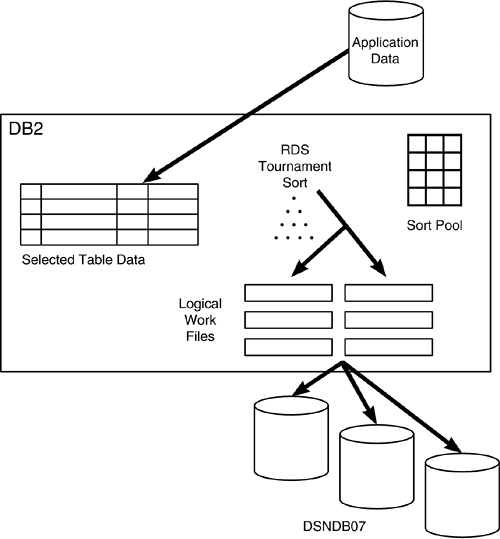 Application
Data
DB2
RDS
Tournament
Sort
Sort Pool
Selected Table Data
Logical
Work
Files
DSNDB07